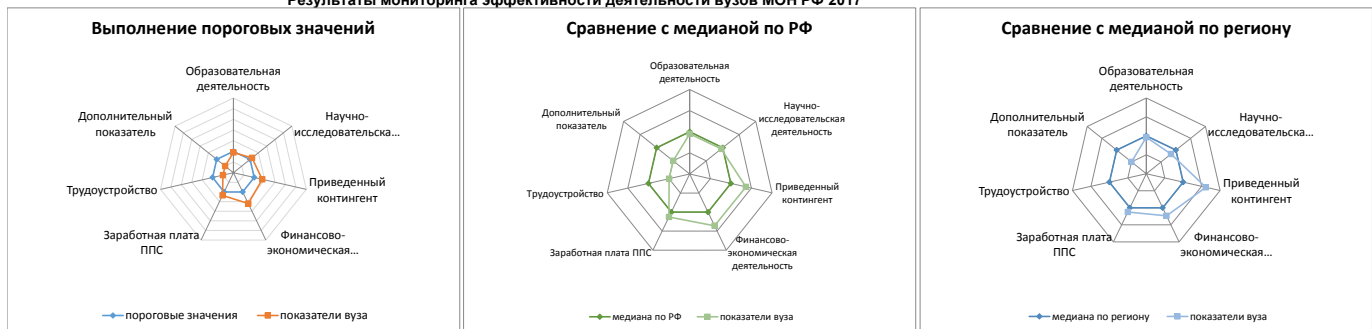 Результаты мониторинга эффективности деятельности вузов МОН РФ 2017
Выполнение пороговых значений
Образовательная
деятельность
Научно-
исследовательска...
Приведенный
контингент
Финансово-
экономическая...
Заработная плата
ППС
Трудоустройство
Дополнительный
показатель
пороговые значения
показатели вуза
Сравнение с медианой по РФ
Образовательная
деятельность
Научно-
исследовательская
деятельность
Приведенный
контингент
Финансово-
экономическая
деятельность
Заработная плата ППС
Трудоустройство
Дополнительный
показатель
медиана по РФ
показатели вуза
Сравнение с медианой по региону
Образовательная
деятельность
Научно-
исследовательска...
Приведенный
контингент
Финансово-
экономическая...
Заработная плата
ППС
Трудоустройство
Дополнительный
показатель
медиана по региону
показатели вуза